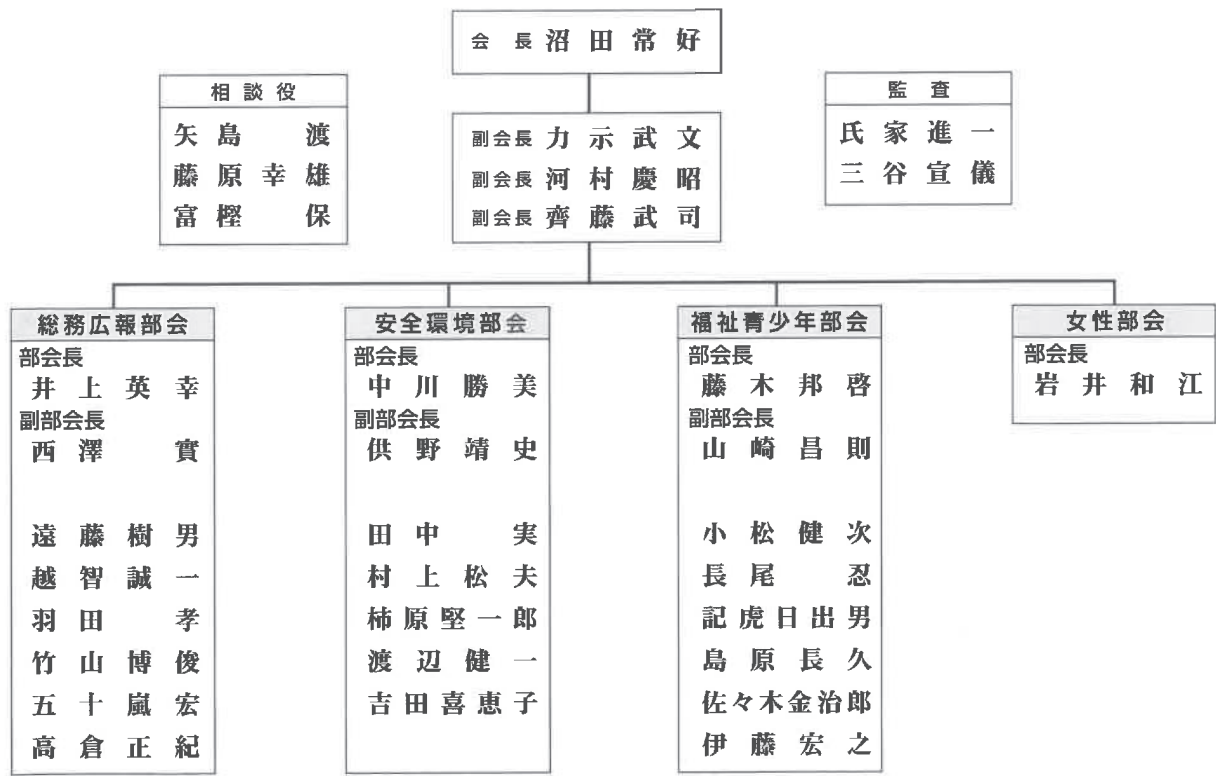 会長 沼田常好
相談役
矢島 渡
藤原幸雄
富樫 保
副会長 力示武文
副会長 河村慶昭
副会長 齊藤武司
監査
氏家進一
三谷宣儀
総務広報部会
部会長
井上英幸
副部会長
西澤 實
遠藤樹男
越智誠一
羽田 孝
竹山博俊
五十嵐宏
高倉正紀
安全環境部会
部会長
中川勝美
副部会長
供野靖史
田中 実
村上松夫
柿原堅一郎
渡辺健一
吉田喜恵子
福祉青少年部会
部会長
藤木邦啓
副部会長
山崎昌則
小松健次
長尾 忍
記虎日出男
島原長久
佐々木金治郎
伊藤宏之
女性部会
部会長
岩井和江